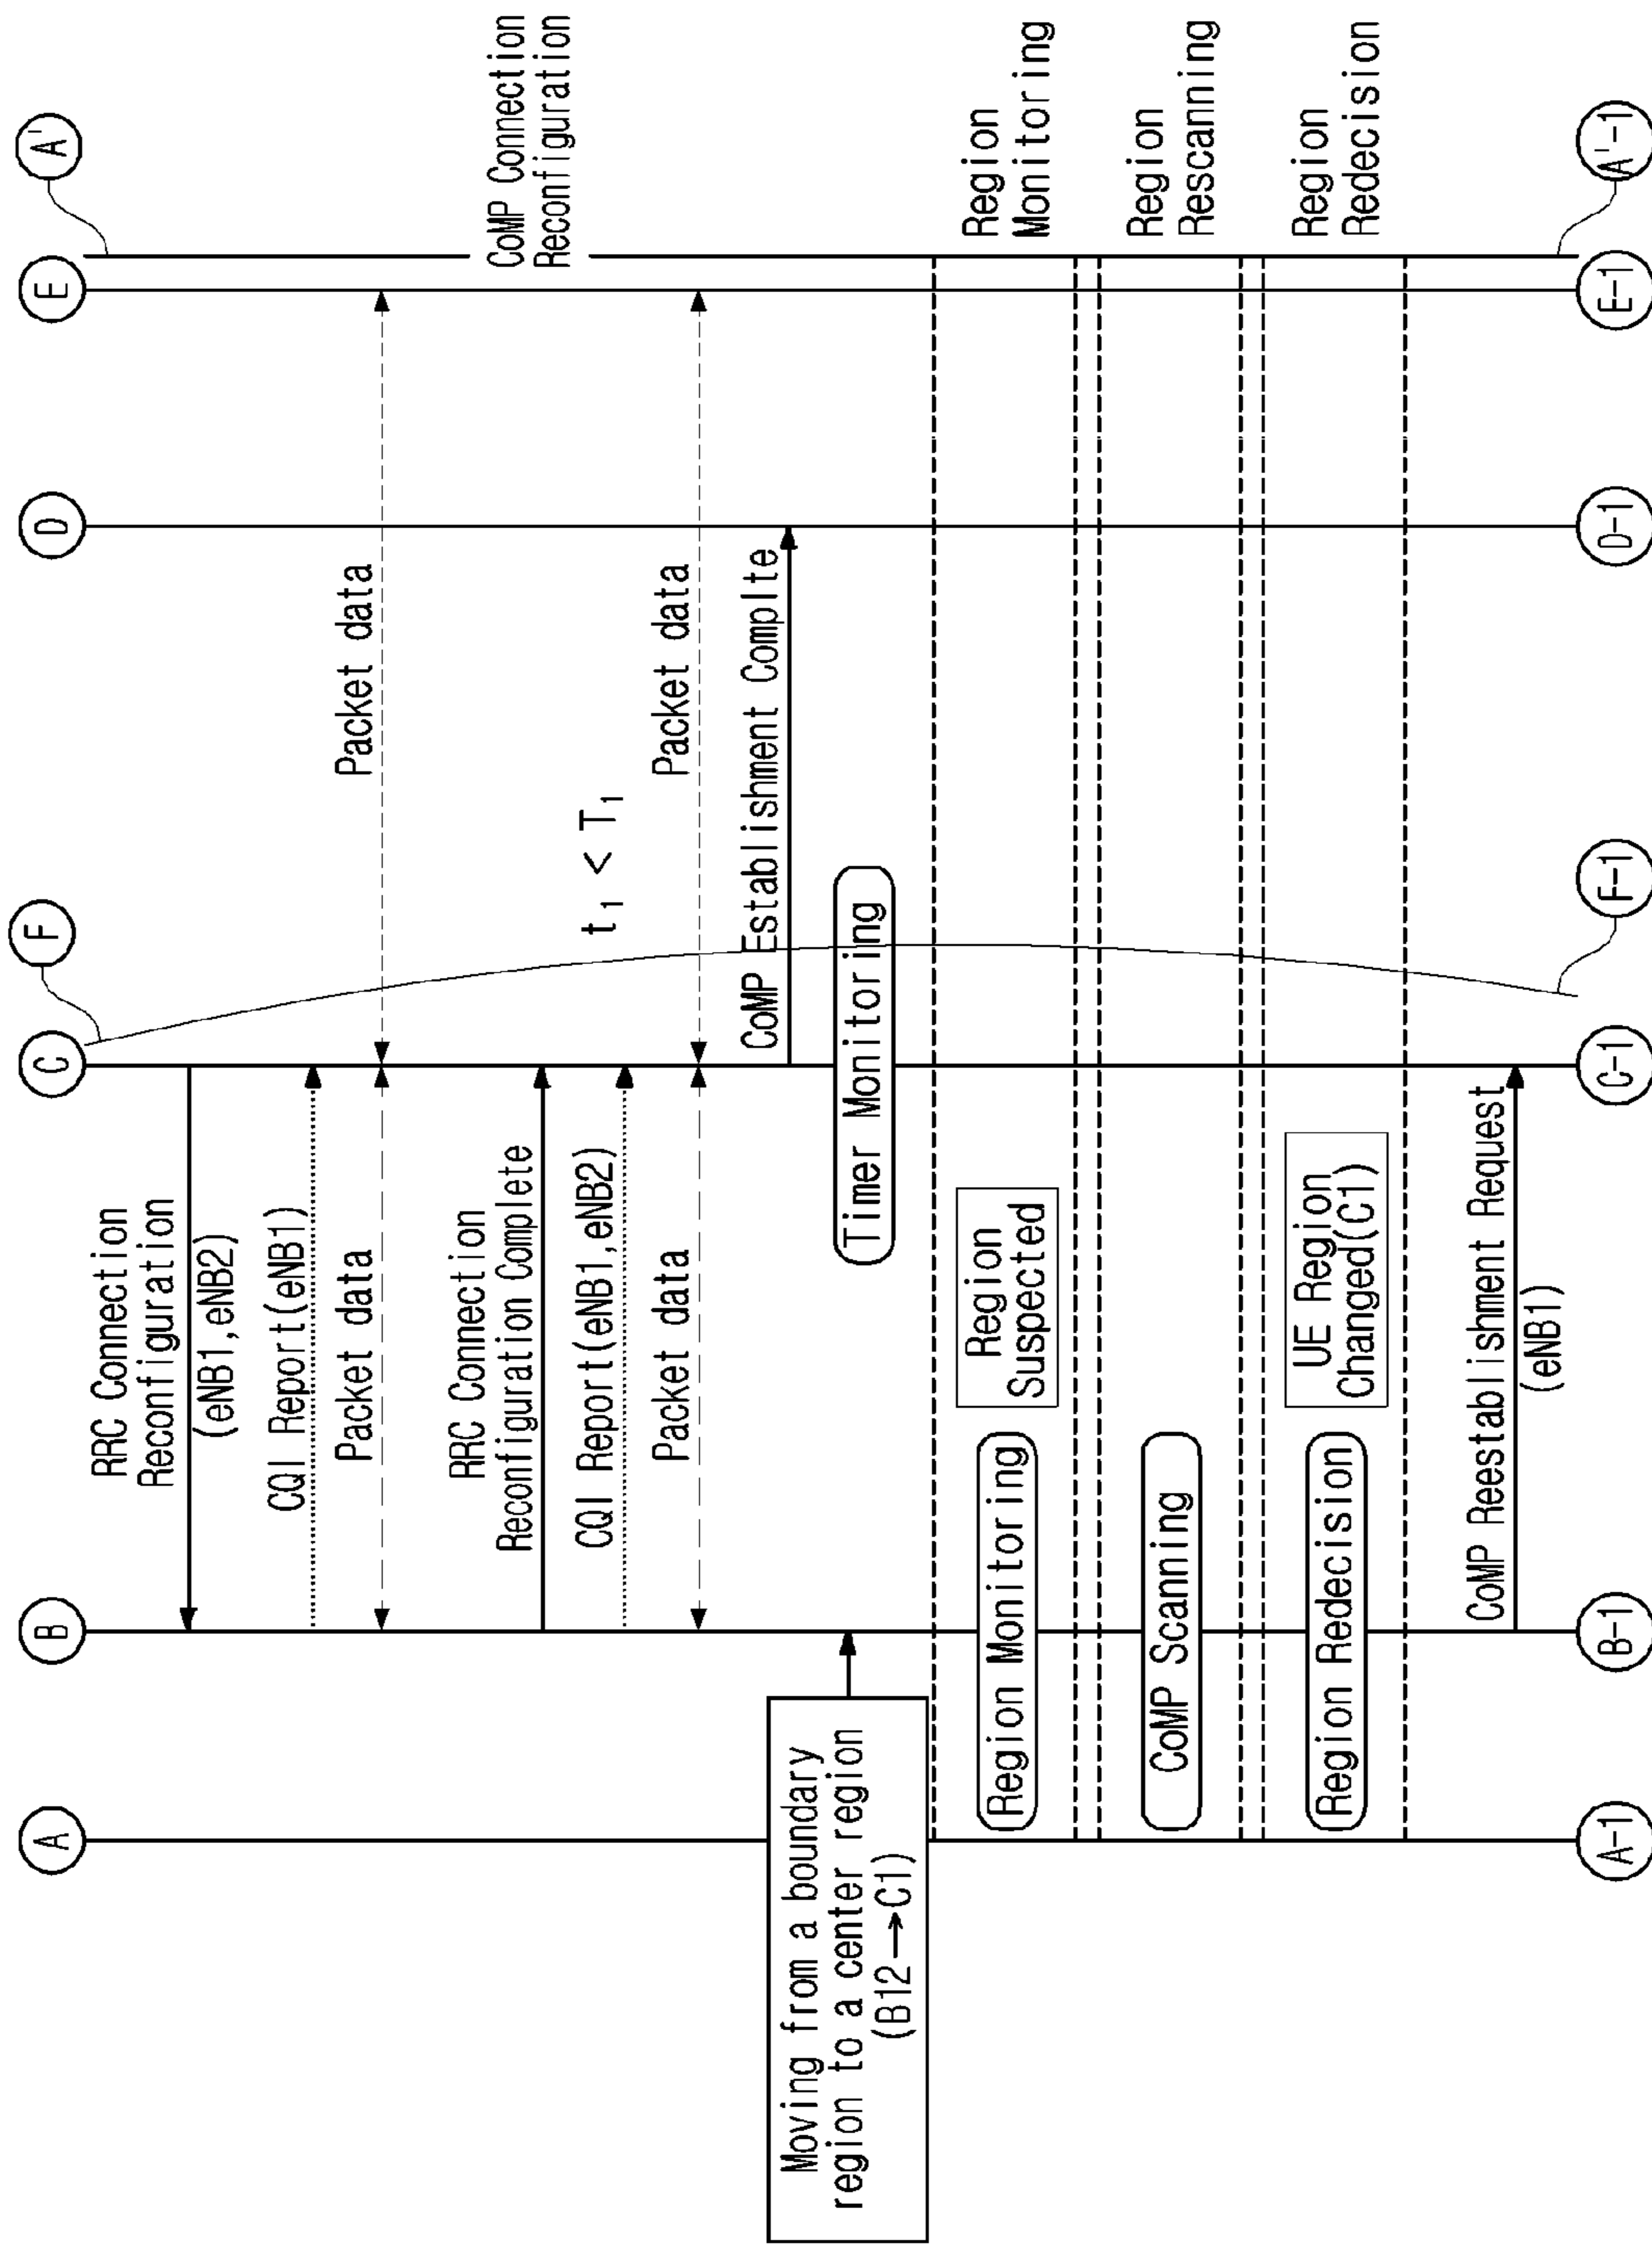 A
B
C
F
D
E
A'
RRC Connection
Reconfiguration
(eNB1,eNB2)
CQI Report(eNB1)
Packet data
Packet data
RRC Connection
Reconfiguration Complete
CoMP Connection
Reconfiguration
CQI Report(eNB1,eNB2)
t1 < T1
Packet data
Packet data
CoMP Establishment Complte
Moving from a boundary
region to a center region
(B12→C1)
Timer Monitoring
Region Monitoring
Region
Suspected
Region
Monitoring
CoMP Scanning
Region
Rescanning
Region Redecision
UE Region
Changed(C1)
Region
Redecision
CoMP Reestablishment Request
(eNB1)
A-1
B-1
C-1
F-1
D-1
E-1
A'-1